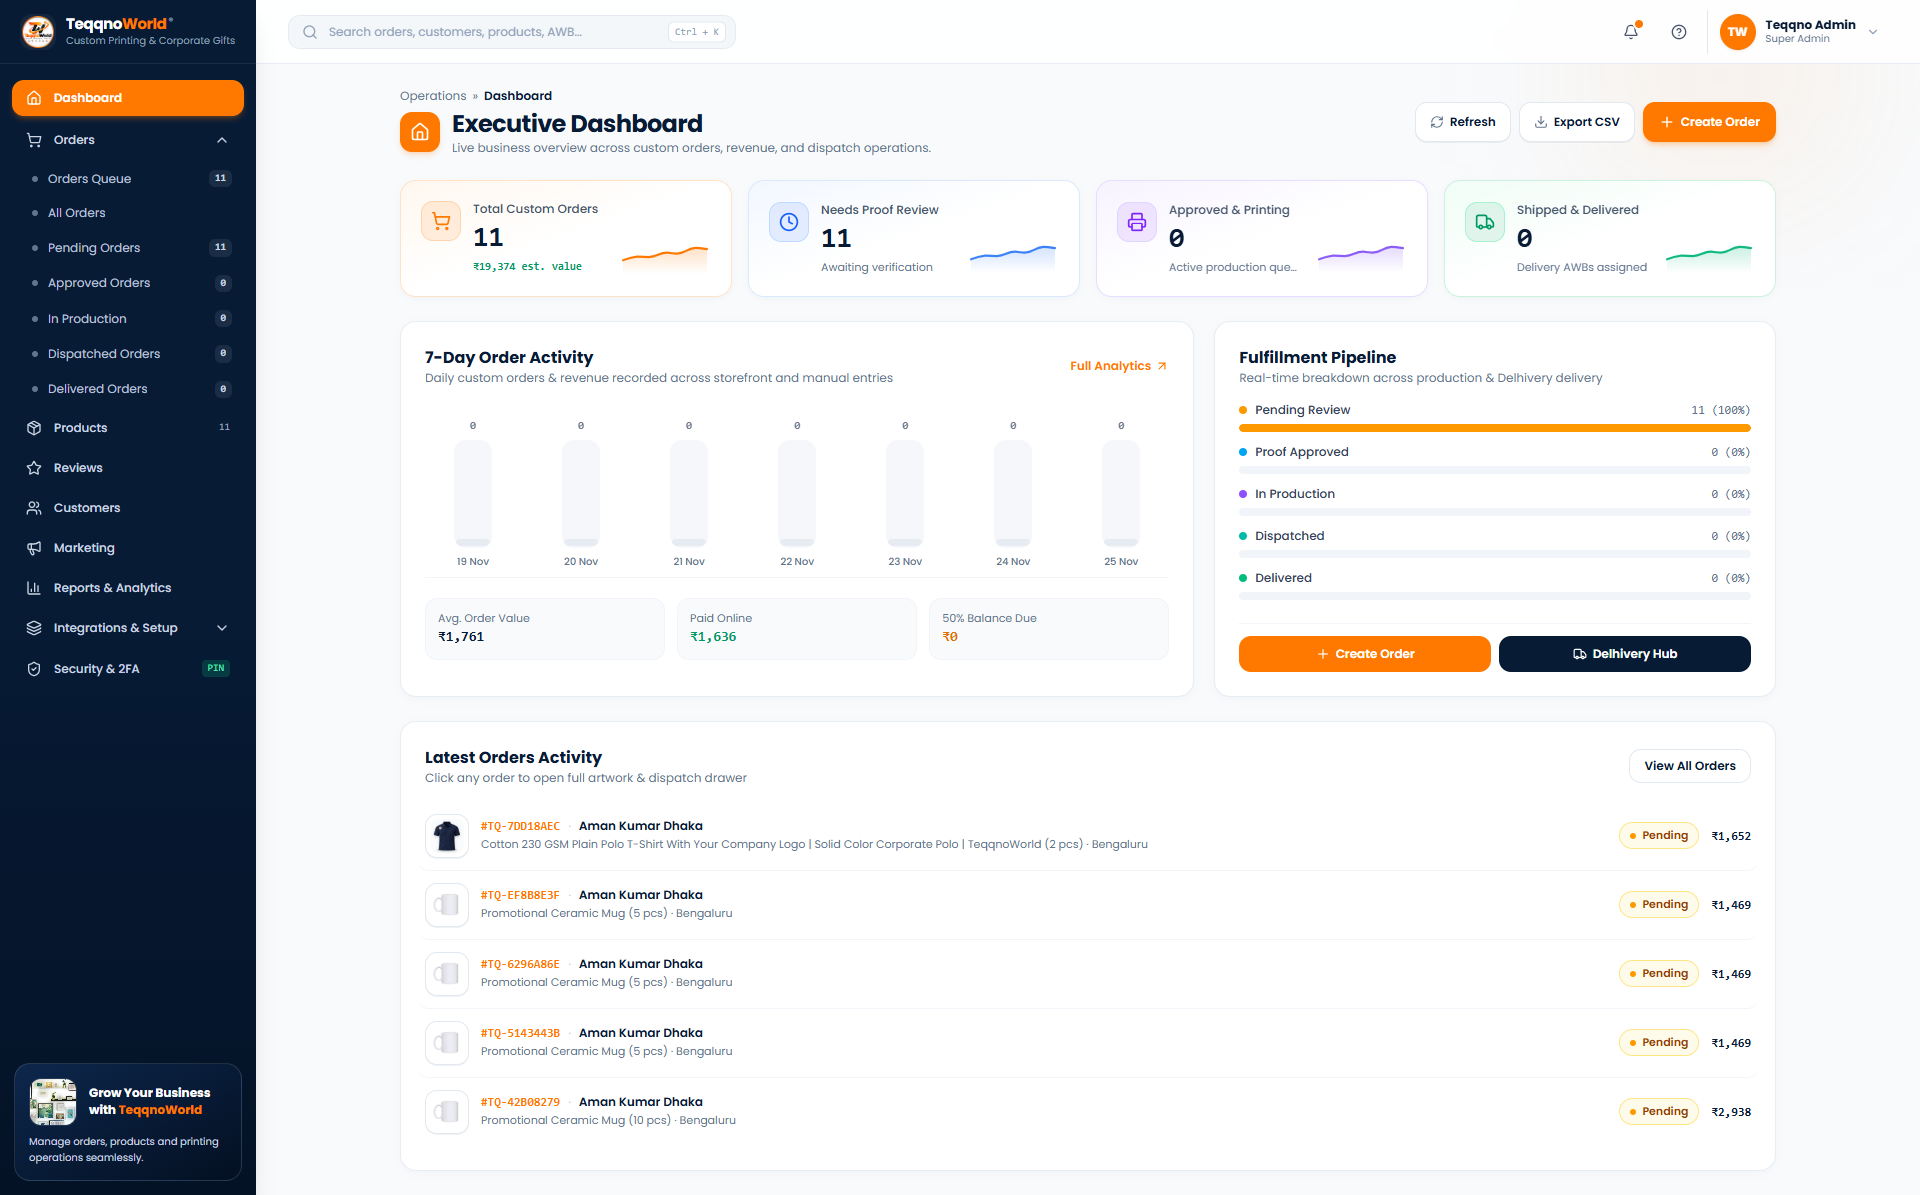 TeqqnoWorld®
Custom Printing & Corporate Gifts
Search orders, customers, products, AWB...
Ctrl + K
TW
Teqqno Admin
Super Admin
Dashboard
Orders
Orders Queue 11
All Orders
Pending Orders 11
Approved Orders 0
In Production 0
Dispatched Orders 0
Delivered Orders 0
Products 11
Reviews
Customers
Marketing
Reports & Analytics
Integrations & Setup
Security & 2FA PIN
Grow Your Business
with TeqqnoWorld
Manage orders, products and printing
operations seamlessly.
Operations » Dashboard
Executive Dashboard
Live business overview across custom orders, revenue, and dispatch operations.
Refresh
Export CSV
+ Create Order
Total Custom Orders
11
₹19,374 est. value
Needs Proof Review
11
Awaiting verification
Approved & Printing
0
Active production que...
Shipped & Delivered
0
Delivery AWBs assigned
7-Day Order Activity
Daily custom orders & revenue recorded across storefront and manual entries
Full Analytics
0 0 0 0 0 0 0
19 Nov 20 Nov 21 Nov 22 Nov 23 Nov 24 Nov 25 Nov
Avg. Order Value
₹1,761
Paid Online
₹1,636
50% Balance Due
₹0
Fulfillment Pipeline
Real-time breakdown across production & Delhivery delivery
Pending Review 11 (100%)
Proof Approved 0 (0%)
In Production 0 (0%)
Dispatched 0 (0%)
Delivered 0 (0%)
+ Create Order
Delhivery Hub
Latest Orders Activity
Click any order to open full artwork & dispatch drawer
View All Orders
#TQ-7DD18AEC · Aman Kumar Dhaka
Cotton 230 GSM Plain Polo T-Shirt With Your Company Logo | Solid Color Corporate Polo | TeqqnoWorld (2 pcs) · Bengaluru
Pending ₹1,652
#TQ-EF8B8E3F · Aman Kumar Dhaka
Promotional Ceramic Mug (5 pcs) · Bengaluru
Pending ₹1,469
#TQ-6296A86E · Aman Kumar Dhaka
Promotional Ceramic Mug (5 pcs) · Bengaluru
Pending ₹1,469
#TQ-5143443B · Aman Kumar Dhaka
Promotional Ceramic Mug (5 pcs) · Bengaluru
Pending ₹1,469
#TQ-42B08279 · Aman Kumar Dhaka
Promotional Ceramic Mug (10 pcs) · Bengaluru
Pending ₹2,938